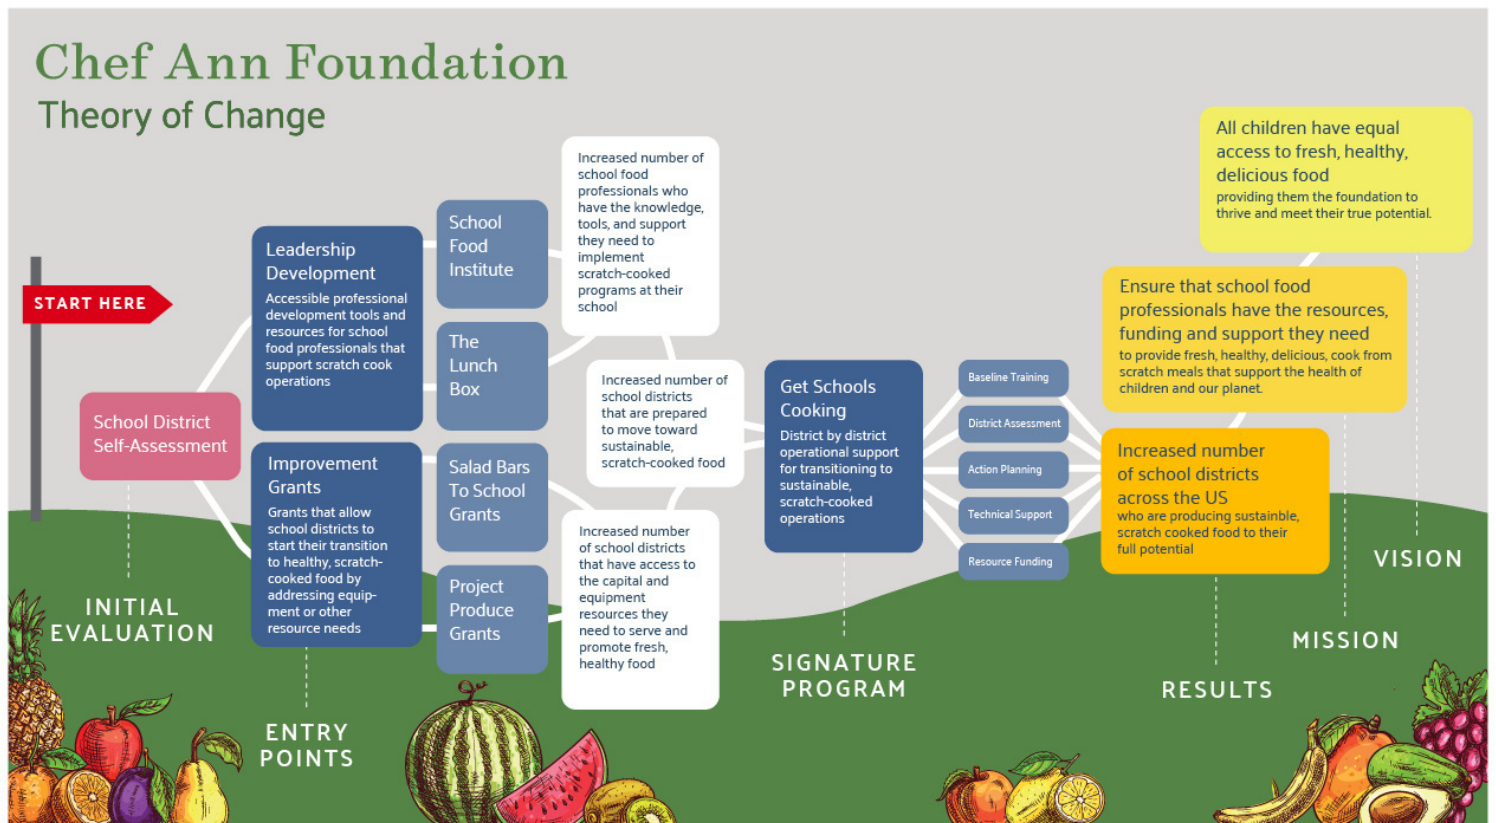 Chef Ann Foundation
Theory of Change
START HERE
School District
Self-Assessment
INITIAL
EVALUATION
Leadership
Development
Accessible professional
development tools and
resources for school
food professionals that
support scratch cook
operations
Improvement
Grants
Grants that allow
school districts to
start their transition
to healthy, scratch-
cooked food by
addressing equip-
ment or other
resource needs
ENTRY
POINTS
School
Food
Institute
The
Lunch
Box
Salad Bars
To School
Grants
Project
Produce
Grants
Increased number of
school food
professionals who
have the knowledge,
tools, and support
they need to
implement
scratch-cooked
programs at their
school
Increased number of
school districts
that are prepared
to move toward
sustainable,
scratch-cooked food
Increased number
of school districts
that have access to
the capital and
equipment
resources they
need to serve and
promote fresh,
healthy food
Get Schools
Cooking
District by district
operational support
for transitioning to
sustainable,
scratch-cooked
operations
SIGNATURE
PROGRAM
Baseline Training
District Assessment
Action Planning
Technical Support
Resource Funding
Increased number
of school districts
across the US
who are producing sustainble,
scratch cooked food to their
full potential
RESULTS
Ensure that school food
professionals have the resources,
funding and support they need
to provide fresh, healthy, delicious, cook from
scratch meals that support the health of
children and our planet.
MISSION
All children have equal
access to fresh, healthy,
delicious food
providing them the foundation to
thrive and meet their true potential.
VISION